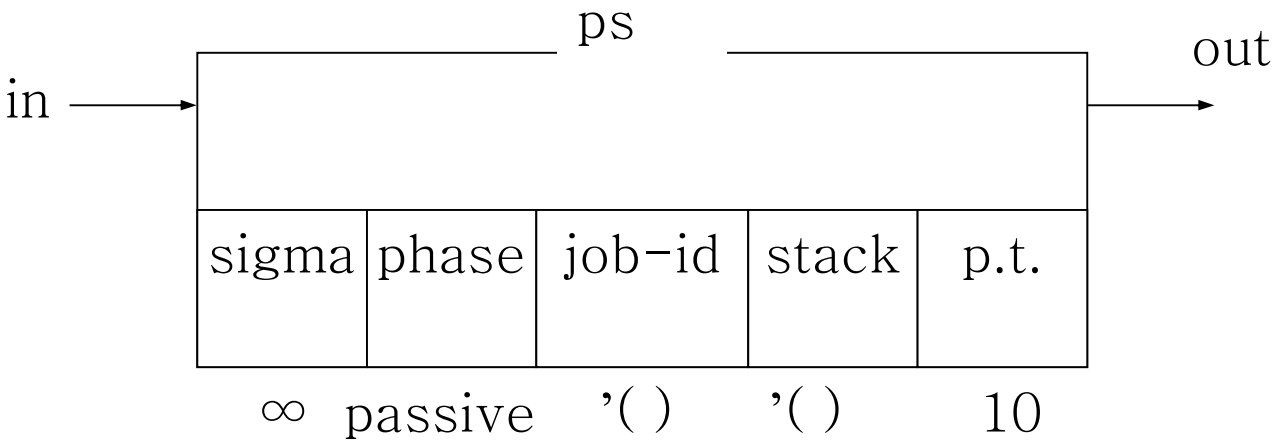 ps
out
in
sigma phase job-id stack p.t.
∞ passive ’( ) ’( ) 10